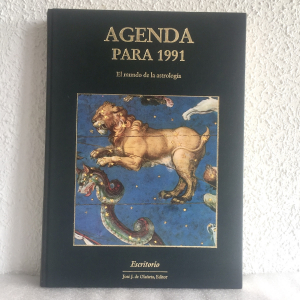 AGENDA
PARA 1991
El mundo de la astrología
Escritorio
José J. de Olañeta, Editor